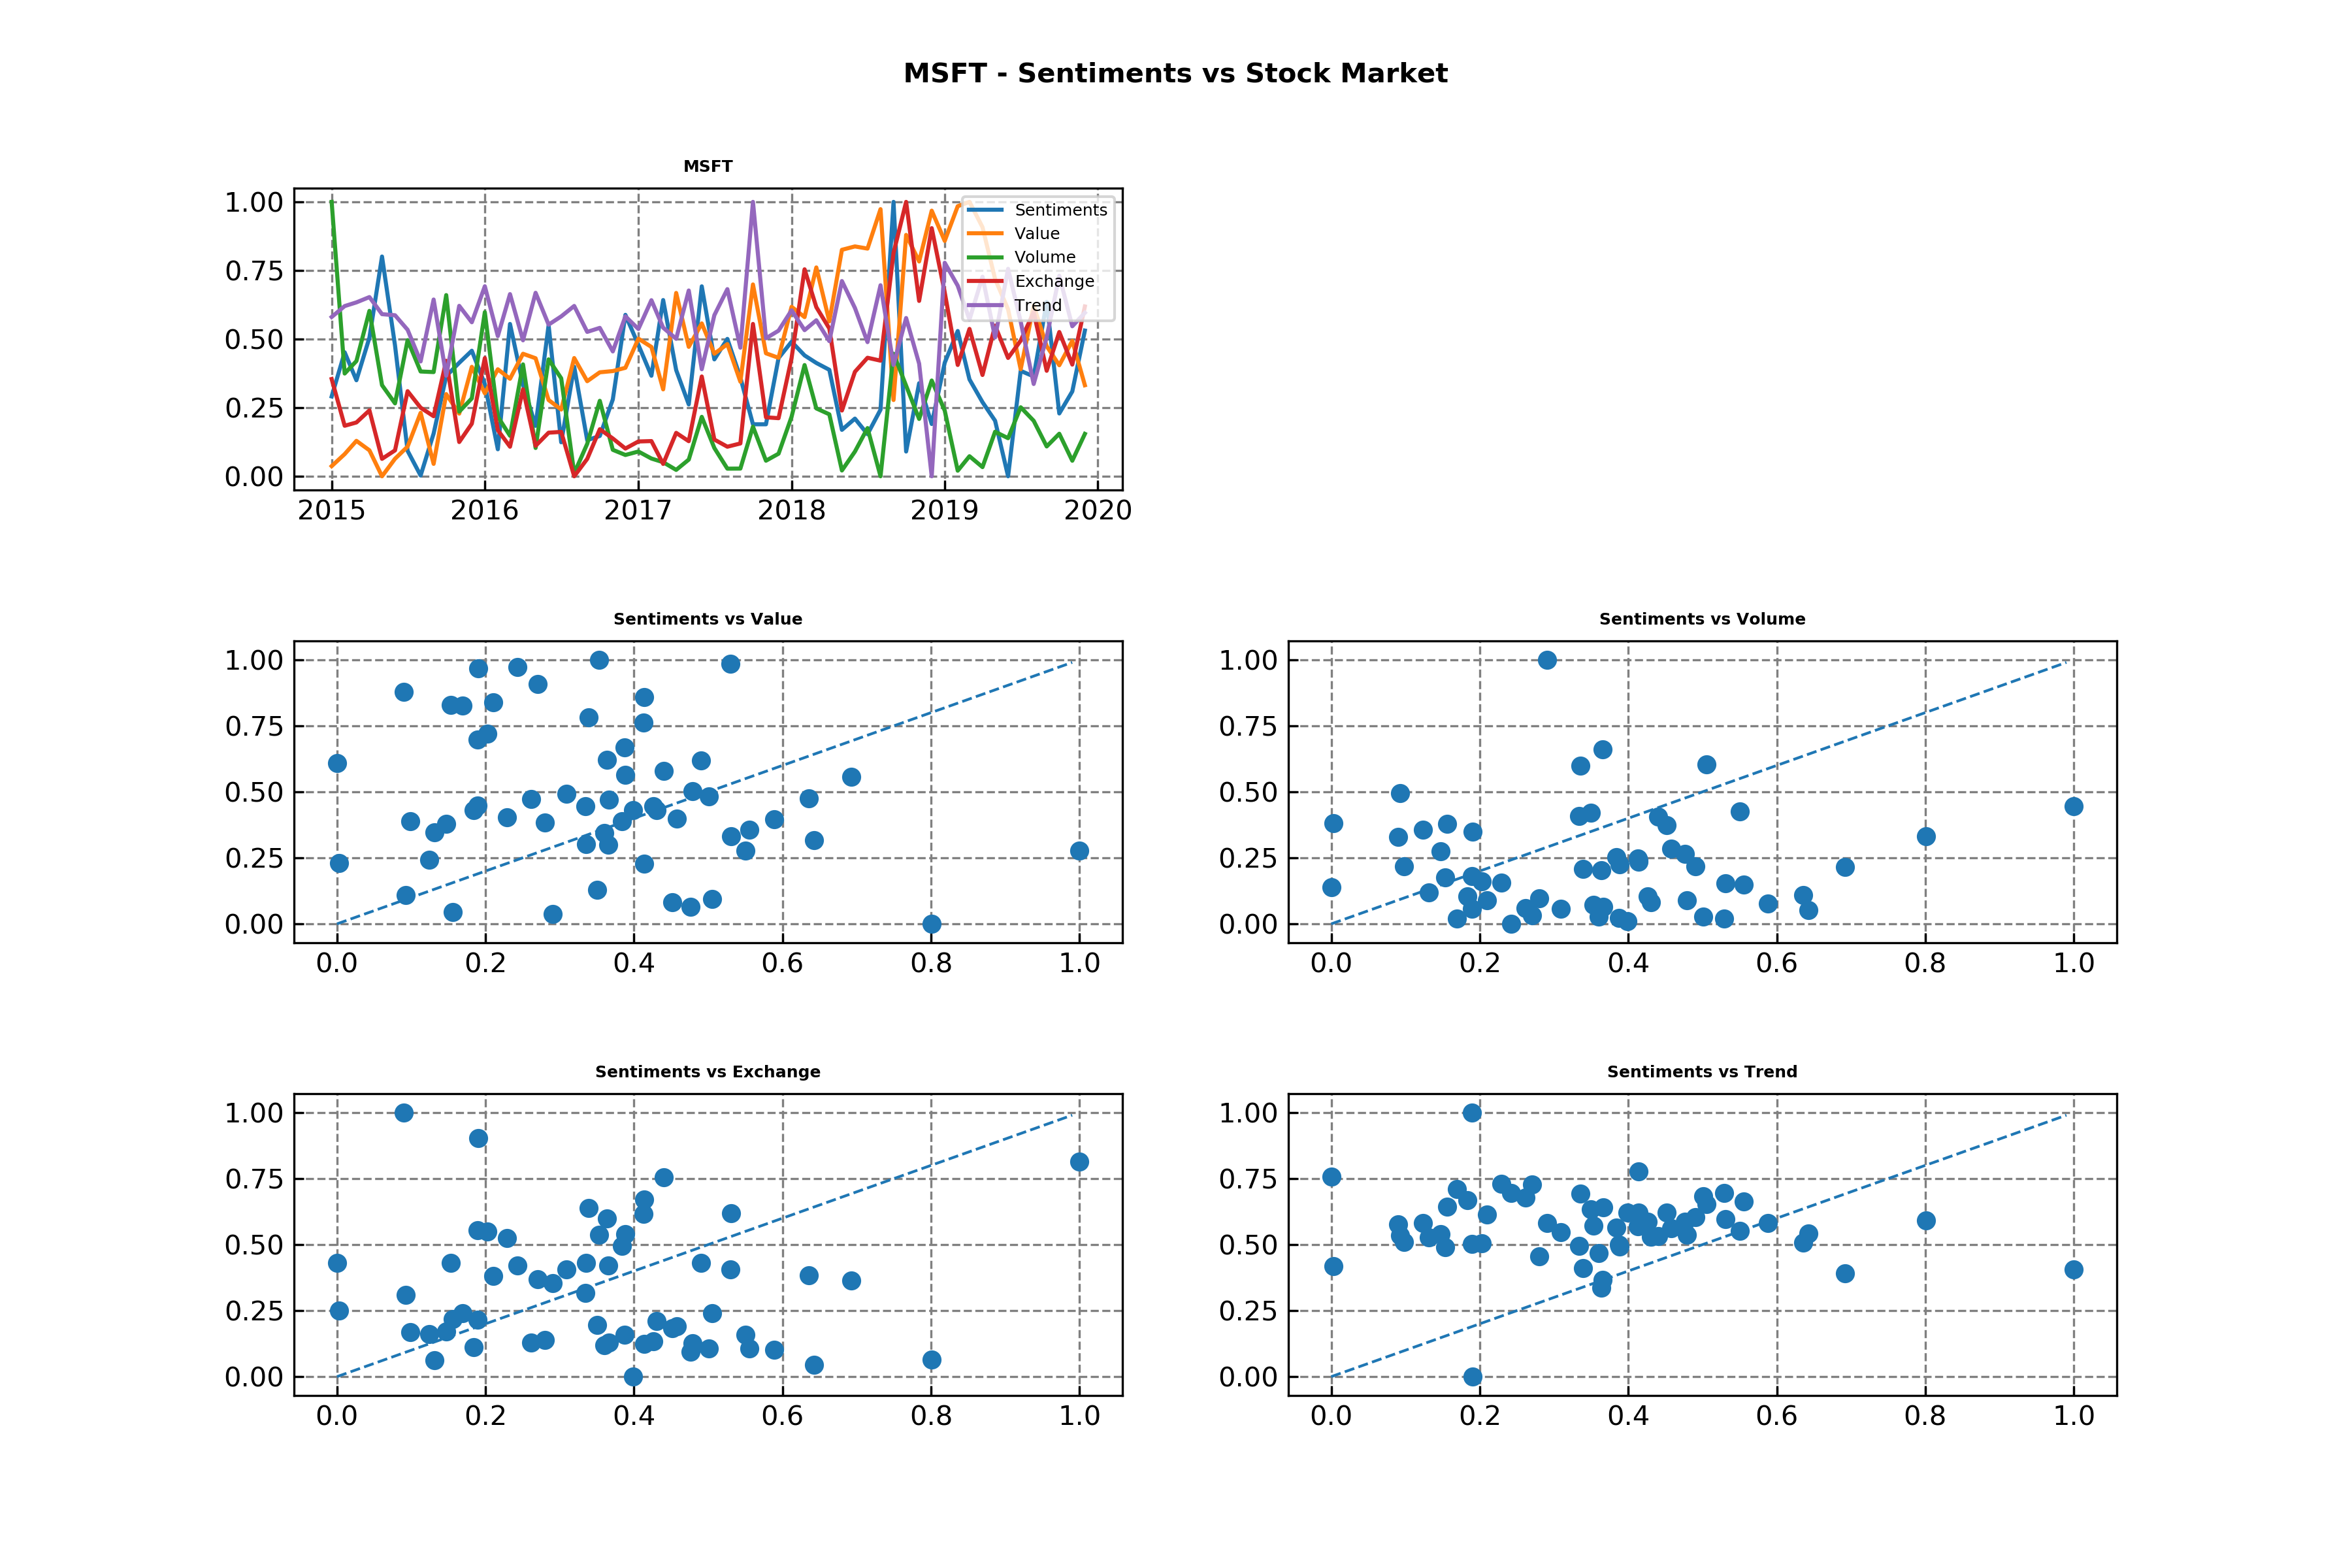 MSFT - Sentiments vs Stock Market
MSFT
1.00
0.75
0.50
0.25
0.00
2015 2016 2017 2018 2019 2020
Sentiments
Value
Volume
Exchange
Trend
Sentiments vs Value
1.00
0.75
0.50
0.25
0.00
0.0 0.2 0.4 0.6 0.8 1.0
Sentiments vs Volume
1.00
0.75
0.50
0.25
0.00
0.0 0.2 0.4 0.6 0.8 1.0
Sentiments vs Exchange
1.00
0.75
0.50
0.25
0.00
0.0 0.2 0.4 0.6 0.8 1.0
Sentiments vs Trend
1.00
0.75
0.50
0.25
0.00
0.0 0.2 0.4 0.6 0.8 1.0